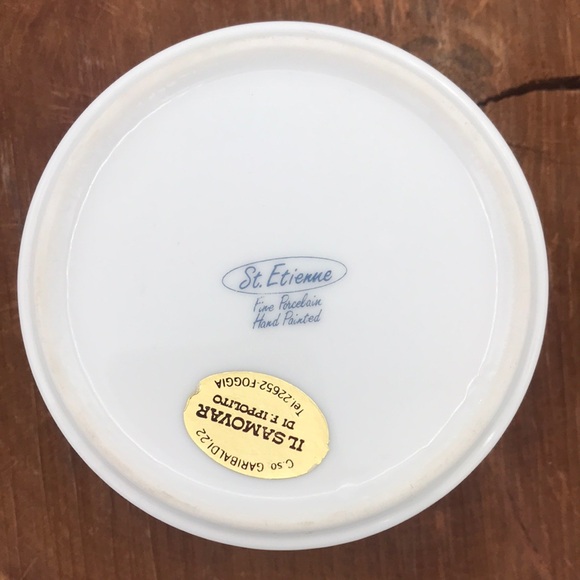 St. Etienne
Fine Porcelain
Hand Painted
C.so GARIBALDI,22
IL SAMOVAR
DI F. IPPOLITO
Tel.22652-FOGGIA